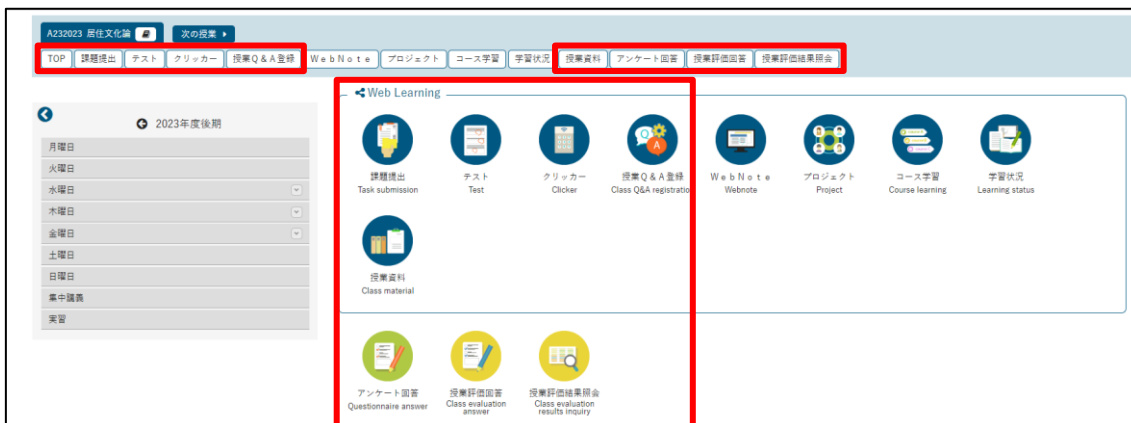 A232023 居住文化論 次の授業 ▶
TOP 課題提出 テスト クリッカー 授業Q&A登録 WebNote プロジェクト コース学習 学習状況 授業資料 アンケート回答 授業評価回答 授業評価結果照会
2023年度後期
月曜日
火曜日
水曜日
木曜日
金曜日
土曜日
日曜日
集中講義
実習
Web Learning
課題提出 テスト クリッカー 授業Q&A登録 WebNote プロジェクト コース学習 学習状況
Task submission Test Clicker Class Q&A registratio Webnote Project Course learning Learning status
授業資料
Class material
アンケート回答 授業評価回答 授業評価結果照会
Questionnaire answer Class evaluation Class evaluation
answer results inquiry